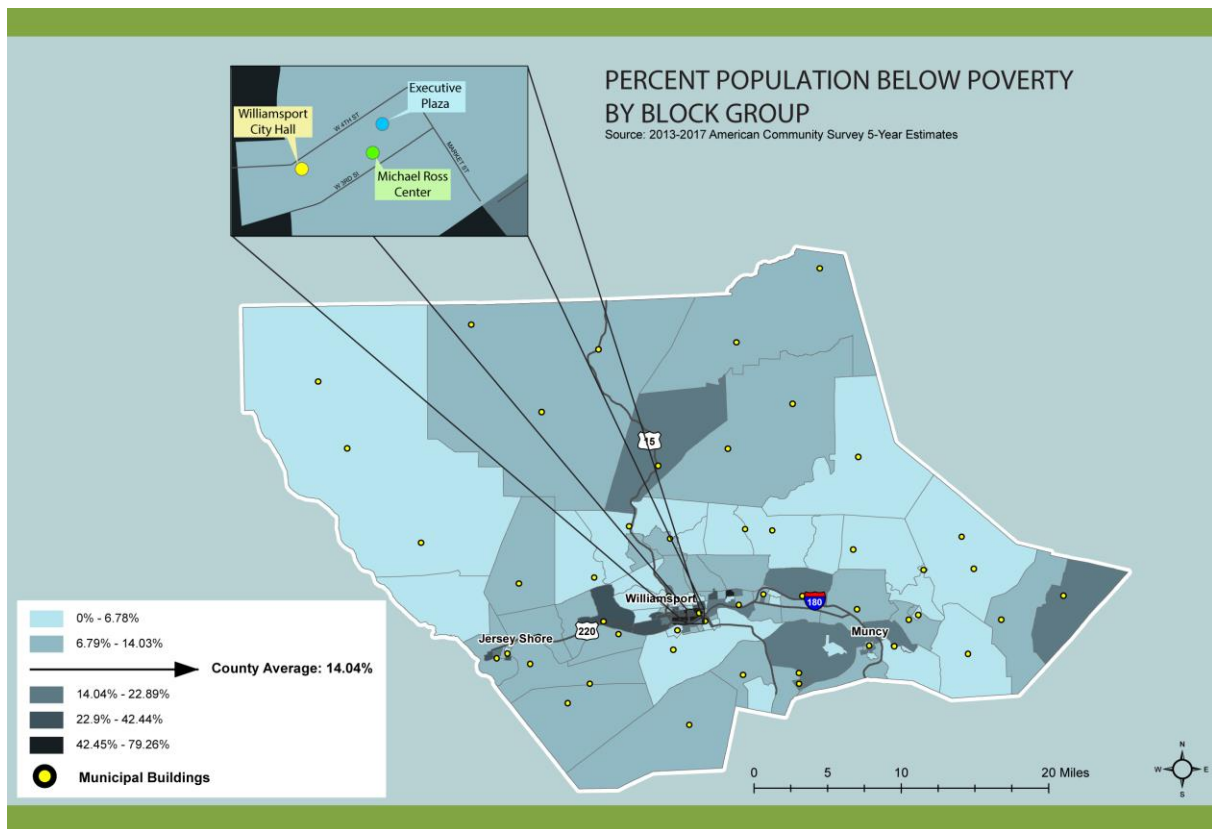 PERCENT POPULATION BELOW POVERTY
BY BLOCK GROUP
Source: 2013-2017 American Community Survey 5-Year Estimates
Executive
Plaza
Williamsport
City Hall
W 4TH ST
MARKET ST
W 3RD St
Michael Ross
Center
15
Williamsport
180
220
Jersey Shore
Muncy
0% - 6.78%
6.79% - 14.03%
County Average: 14.04%
14.04% - 22.89%
22.9% - 42.44%
42.45% - 79.26%
Municipal Buildings
0 5 10 20 Miles
N
W E
S